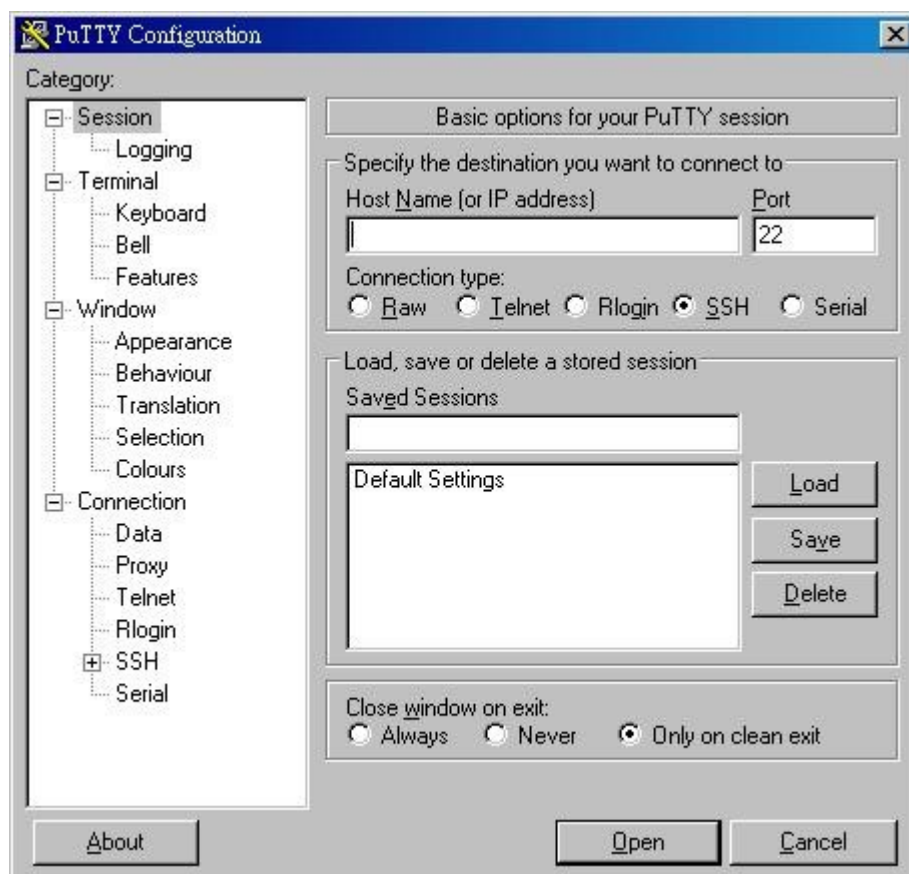 PuTTY Configuration
Category:
Session
Logging
Terminal
Keyboard
Bell
Features
Window
Appearance
Behaviour
Translation
Selection
Colours
Connection
Data
Proxy
Telnet
Rlogin
SSH
Serial
Basic options for your PuTTY session
Specify the destination you want to connect to
Host Name (or IP address) Port
22
Connection type:
Raw Telnet Rlogin SSH Serial
Load, save or delete a stored session
Saved Sessions
Default Settings
Load
Save
Delete
Close window on exit:
Always Never Only on clean exit
About Open Cancel